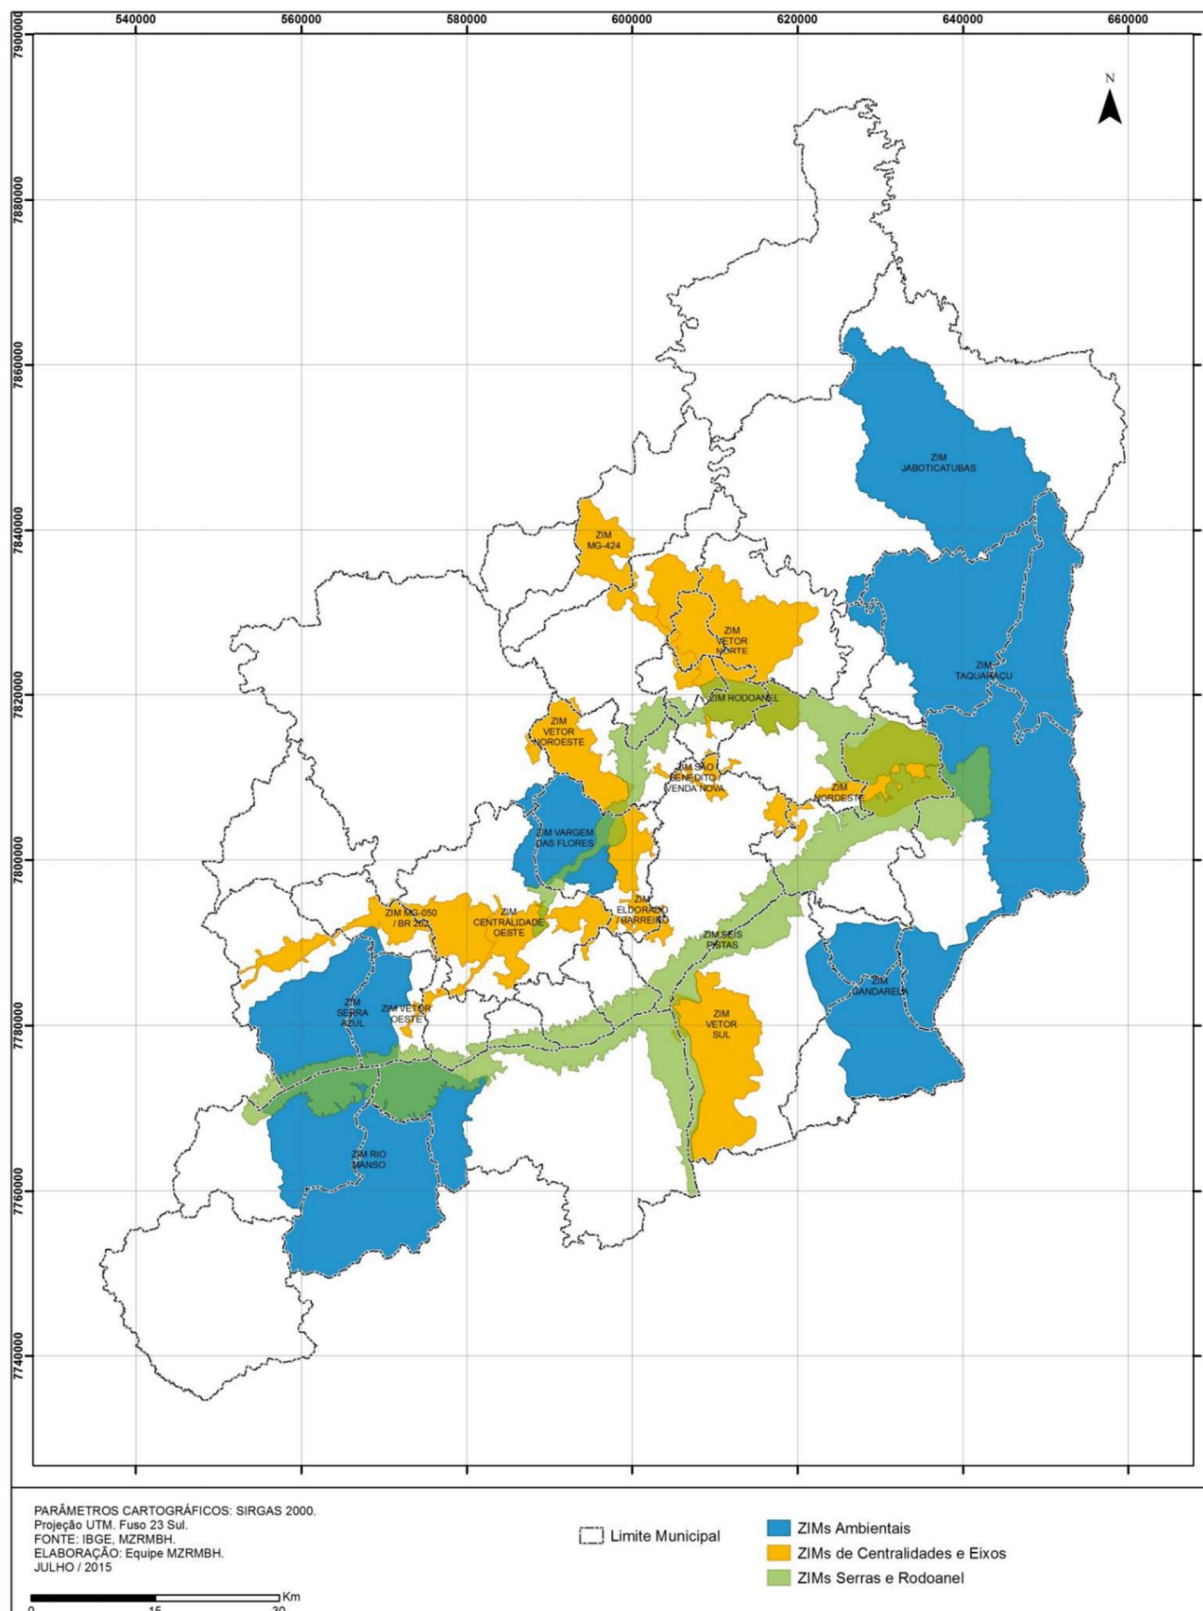 540000 560000 580000 600000 620000 640000 660000
7900000
N
7880000
7860000
ZIM
JABOTICATUBAS
7840000
ZIM
MG-424
ZIM
VETOR
NORTE
ZIM
TAQUARAÇU
7820000
ZIM RODOANEL
ZIM
VETOR
NOROESTE
ZIM SÃO
BENEDITO
VENDA NOVA
ZIM
NORDESTE
ZIM VARGEM
DAS FLORES
7800000
ZIM
ELDORADO
/ BARREIRO
ZIM MG-050
/ BR 262
ZIM
CENTRALIDADE
OESTE
ZIM SEIS
PISTAS
ZIM
GANDARELA
ZIM
SERRA
AZUL
ZIM VETOR
OESTE
ZIM
VETOR
SUL
7780000
ZIM RIO
MANSO
7760000
7740000
PARÂMETROS CARTOGRÁFICOS: SIRGAS 2000.
Projeção UTM. Fuso 23 Sul.
FONTE: IBGE, MZRMBH.
ELABORAÇÃO: Equipe MZRMBH.
JULHO / 2015
Km
0 15 30
Limite Municipal
ZIMs Ambientais
ZIMs de Centralidades e Eixos
ZIMs Serras e Rodoanel